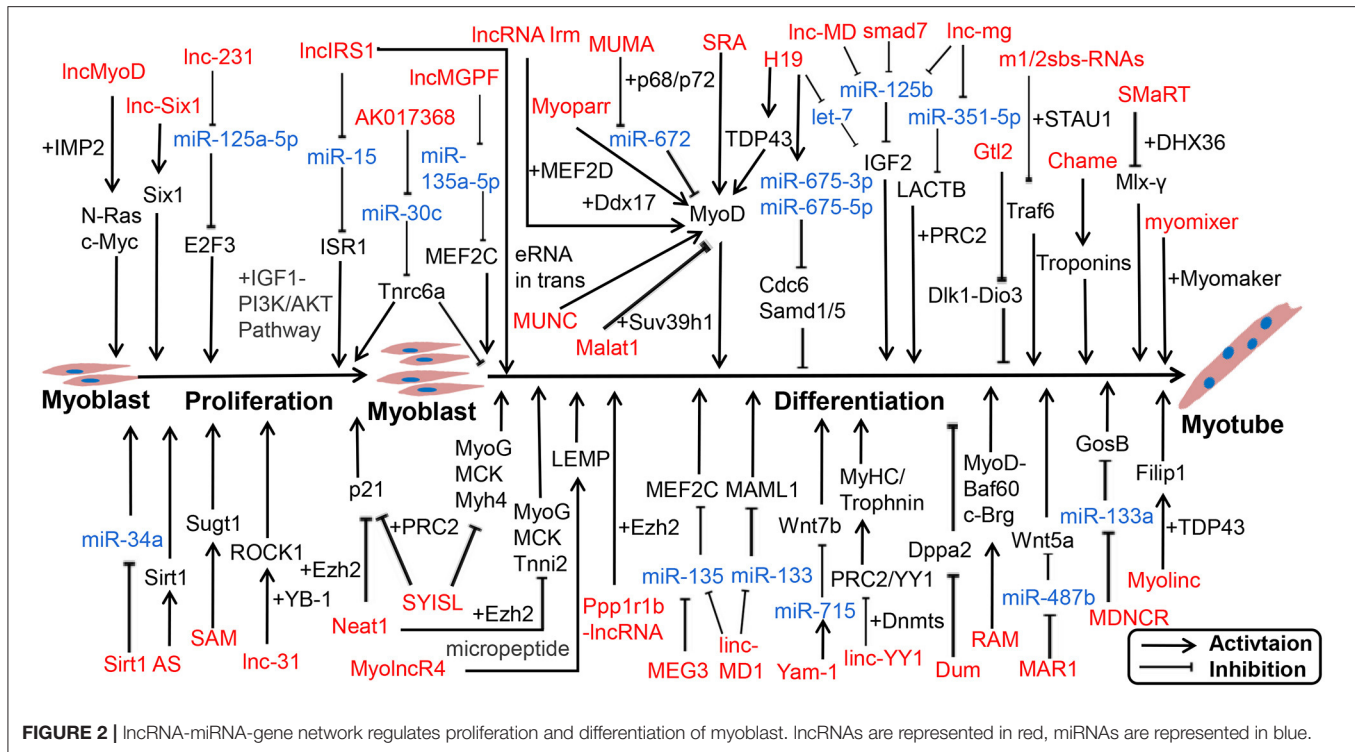 lncMyoD
lnc-231
lncIRS1
lncRNA Irm
MUMA
SRA
H19
lnc-MD
smad7
lnc-mg
m1/2sbs-RNAs
SMaRT
lnc-Six1
lncMGPF
AK017368
Myoparr
+p68/p72
+IMP2
miR-125a-5p
miR-15
miR-
135a-5p
miR-672
TDP43
let-7
miR-125b
miR-351-5p
+STAU1
+DHX36
Gtl2
Chame
Six1
miR-30c
+MEF2D
+Ddx17
miR-675-3p
miR-675-5p
IGF2
LACTB
Mlx-γ
N-Ras
c-Myc
E2F3
ISR1
MEF2C
MyoD
+PRC2
Traf6
myomixer
+IGF1-
PI3K/AKT
Pathway
Tnrc6a
eRNA
in trans
Cdc6
Samd1/5
Dlk1-Dio3
Troponins
+Myomaker
MUNC
+Suv39h1
Malat1
Myoblast
Proliferation
Myoblast
Differentiation
Myotube
miR-34a
Sirt1
Sugt1
ROCK1
+YB-1
p21
+Ezh2
+PRC2
MyoG
MCK
Myh4
MyoG
MCK
Tnni2
LEMP
+Ezh2
MEF2C
MAML1
Wnt7b
MyHC/
Trophnin
MyoD-
Baf60
c-Brg
GosB
Filip1
miR-133a
+TDP43
Dppa2
Wnt5a
miR-135
miR-133
miR-715
PRC2/YY1
+Dnmts
miR-487b
Sirt1 AS
SAM
lnc-31
Neat1
SYISL
+Ezh2
MyolncR4
micropeptide
Ppp1r1b
-lncRNA
MEG3
linc-
MD1
Yam-1
linc-YY1
Dum
RAM
MAR1
MDNCR
Myolinc
Activtaion
Inhibition
FIGURE 2 | lncRNA-miRNA-gene network regulates proliferation and differentiation of myoblast. lncRNAs are represented in red, miRNAs are represented in blue.